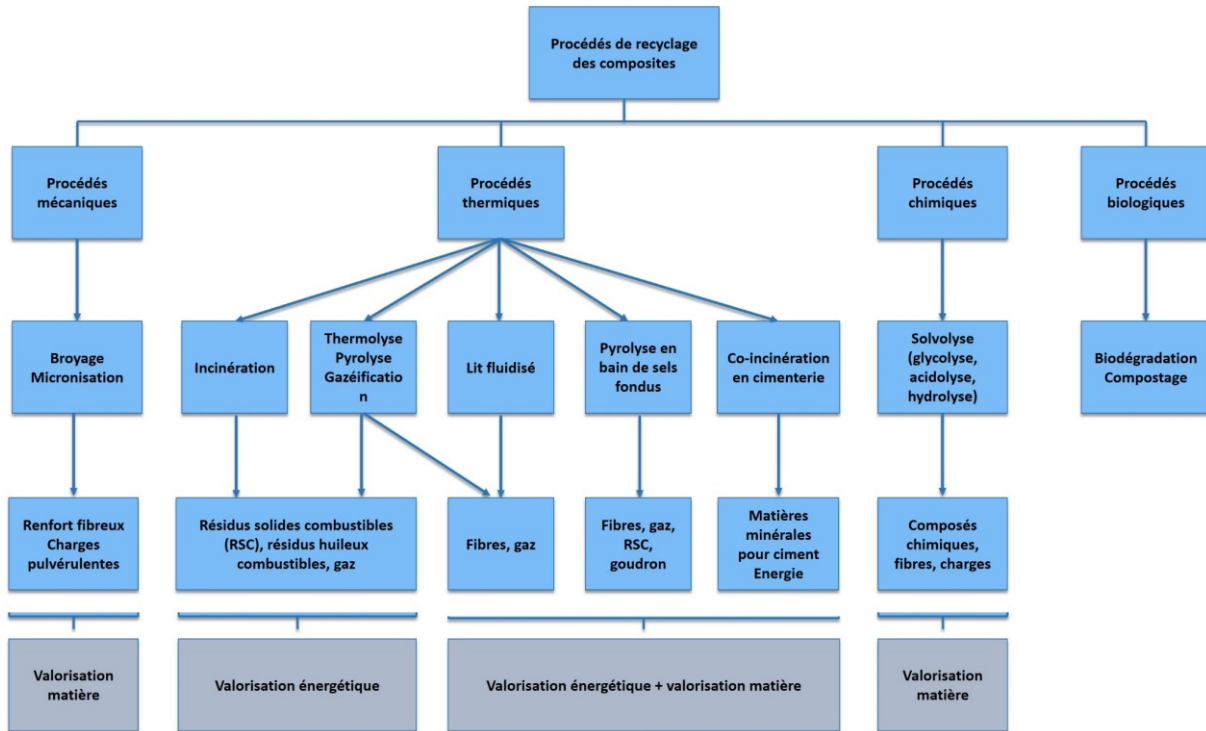 Procédés de recyclage
des composites
Procédés
mécaniques
Procédés
thermiques
Procédés
chimiques
Procédés
biologiques
Broyage
Micronisation
Incinération
Thermolyse
Pyrolyse
Gazéificatio
n
Lit fluidisé
Pyrolyse en
bain de sels
fondus
Co-incinération
en cimenterie
Solvolyse
(glycolyse,
acidolyse,
hydrolyse)
Biodégradation
Compostage
Renfort fibreux
Charges
pulvérulentes
Résidus solides combustibles
(RSC), résidus huileux
combustibles, gaz
Fibres, gaz
Fibres, gaz,
RSC,
goudron
Matières
minérales
pour ciment
Energie
Composés
chimiques,
fibres, charges
Valorisation
matière
Valorisation énergétique
Valorisation énergétique + valorisation matière
Valorisation
matière